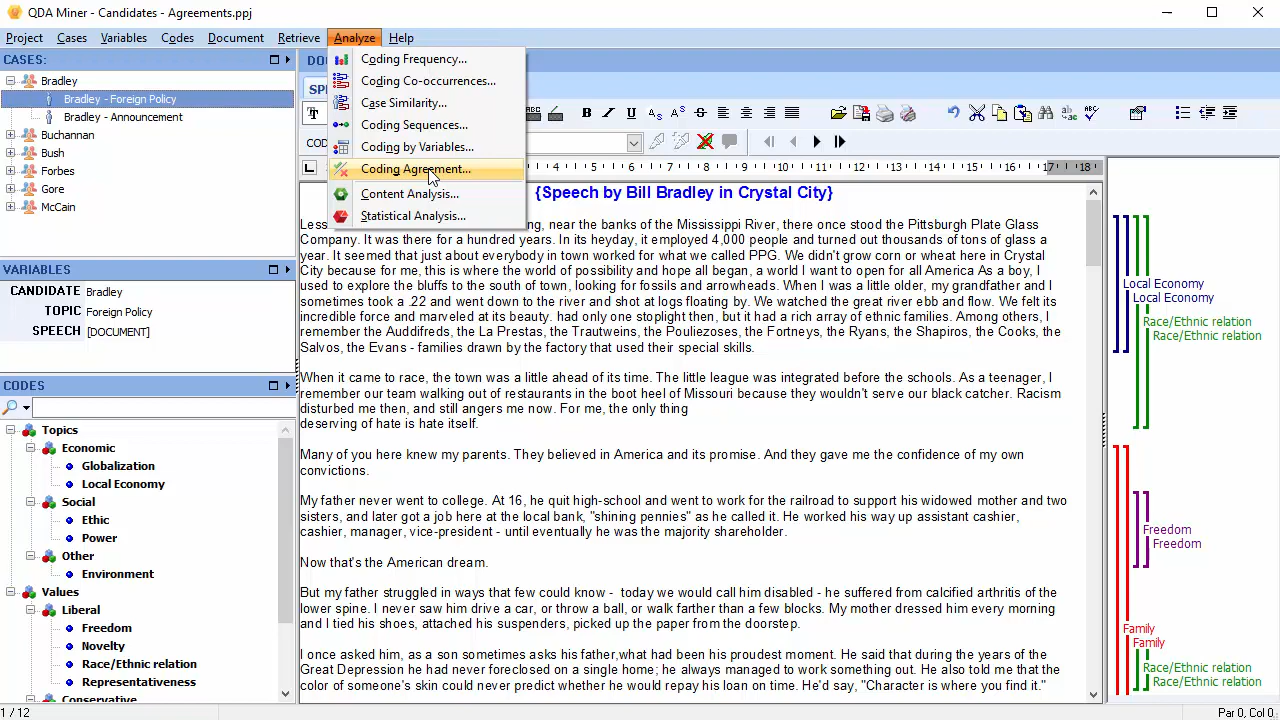 QDA Miner - Candidates - Agreements.ppj
Project Cases Variables Codes Document Retrieve Analyze Help
CASES:
Bradley
Bradley - Foreign Policy
Bradley - Announcement
Buchannan
Bush
Forbes
Gore
McCain
VARIABLES
CANDIDATE Bradley
TOPIC Foreign Policy
SPEECH [DOCUMENT]
CODES
Topics
Economic
Globalization
Local Economy
Social
Ethic
Power
Other
Environment
Values
Liberal
Freedom
Novelty
Race/Ethnic relation
Representativeness
Conservative
Coding Frequency...
Coding Co-occurrences...
Case Similarity...
Coding Sequences...
Coding by Variables...
Coding Agreement...
Content Analysis...
Statistical Analysis...
DO
SP
T
B I U A A S
COD
4 5 6 7 8 9 10 11 12 13 14 15 16 17 18
{Speech by Bill Bradley in Crystal City}
Less ng, near the banks of the Mississippi River, there once stood the Pittsburgh Plate Glass
Company. It was there for a hundred years. In its heyday, it employed 4,000 people and turned out thousands of tons of glass a
year. It seemed that just about everybody in town worked for what we called PPG. We didn't grow corn or wheat here in Crystal
City because for me, this is where the world of possibility and hope all began, a world I want to open for all America As a boy, I
used to explore the bluffs to the south of town, looking for fossils and arrowheads. When I was a little older, my grandfather and I
sometimes took a .22 and went down to the river and shot at logs floating by. We watched the great river ebb and flow. We felt its
incredible force and marveled at its beauty. had only one stoplight then, but it had a rich array of ethnic families. Among others, I
remember the Auddifreds, the La Prestas, the Trautweins, the Pouliezoses, the Fortneys, the Ryans, the Shapiros, the Cooks, the
Salvos, the Evans - families drawn by the factory that used their special skills.
When it came to race, the town was a little ahead of its time. The little league was integrated before the schools. As a teenager, I
remember our team walking out of restaurants in the boot heel of Missouri because they wouldn't serve our black catcher. Racism
disturbed me then, and still angers me now. For me, the only thing
deserving of hate is hate itself.
Many of you here knew my parents. They believed in America and its promise. And they gave me the confidence of my own
convictions.
My father never went to college. At 16, he quit high-school and went to work for the railroad to support his widowed mother and two
sisters, and later got a job here at the local bank, "shining pennies" as he called it. He worked his way up assistant cashier,
cashier, manager, vice-president - until eventually he was the majority shareholder.
Now that's the American dream.
But my father struggled in ways that few could know - today we would call him disabled - he suffered from calcified arthritis of the
lower spine. I never saw him drive a car, or throw a ball, or walk farther than a few blocks. My mother dressed him every morning
and I tied his shoes, attached his suspenders, picked up the paper from the doorstep.
I once asked him, as a son sometimes asks his father,what had been his proudest moment. He said that during the years of the
Great Depression he had never foreclosed on a single home; he always managed to work something out. He also told me that the
color of someone's skin could never predict whether he would repay his loan on time. He'd say, "Character is where you find it."
Local Economy
Local Economy
Race/Ethnic relation
Race/Ethnic relation
Freedom
Freedom
Family
Family
Race/Ethnic relation
Race/Ethnic relation
1 / 12
Par 0, Col 0